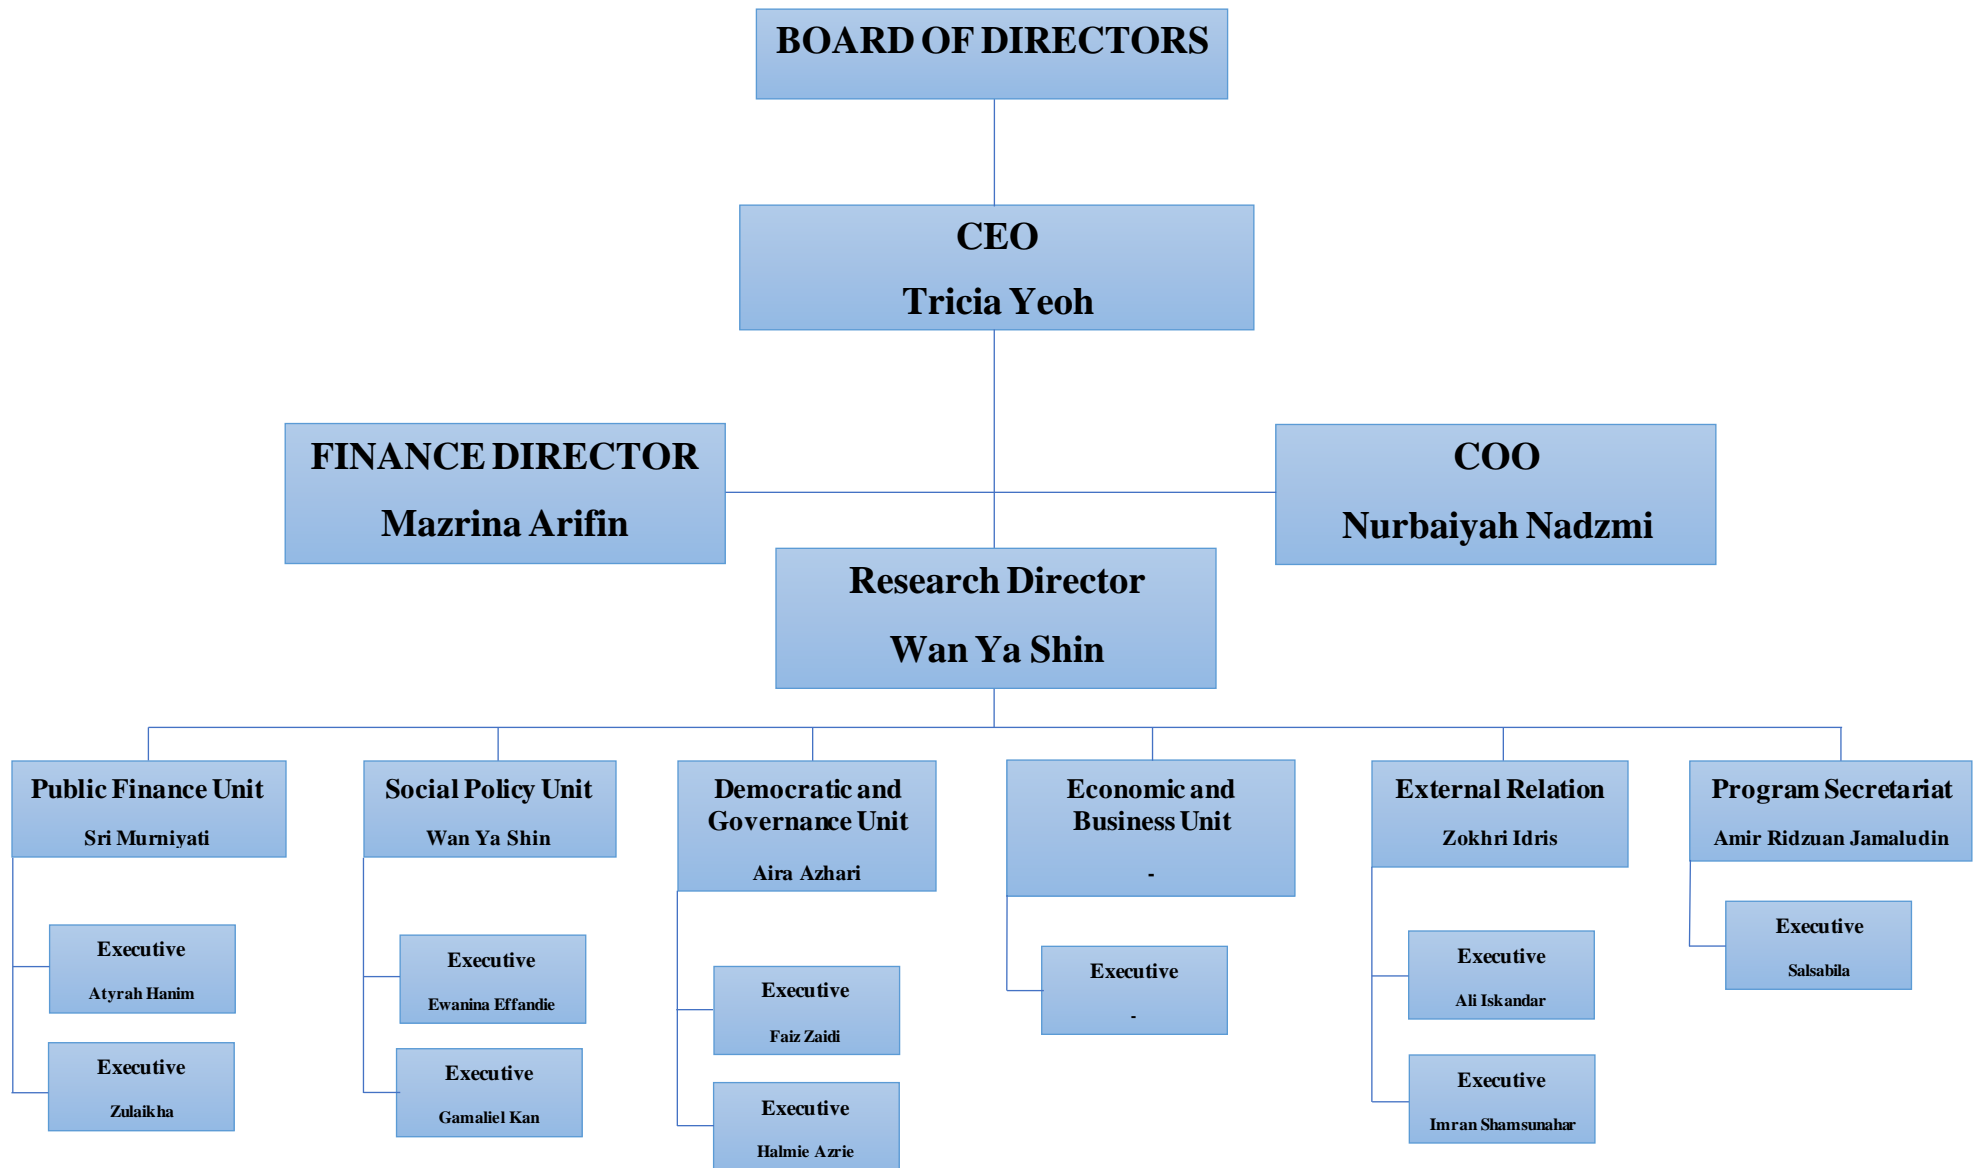 BOARD OF DIRECTORS
CEO
Tricia Yeoh
FINANCE DIRECTOR
Mazrina Arifin
COO
Nurbaiyah Nadzmi
Research Director
Wan Ya Shin
Public Finance Unit
Sri Murniyati
Executive
Atyrah Hanim
Executive
Zulaikha
Social Policy Unit
Wan Ya Shin
Executive
Ewanina Effandie
Executive
Gamaliel Kan
Democratic and
Governance Unit
Aira Azhari
Executive
Faiz Zaidi
Executive
Halmie Azrie
Economic and
Business Unit
-
Executive
-
External Relation
Zokhri Idris
Executive
Ali Iskandar
Executive
Imran Shamsunahar
Program Secretariat
Amir Ridzuan Jamaludin
Executive
Salsabila